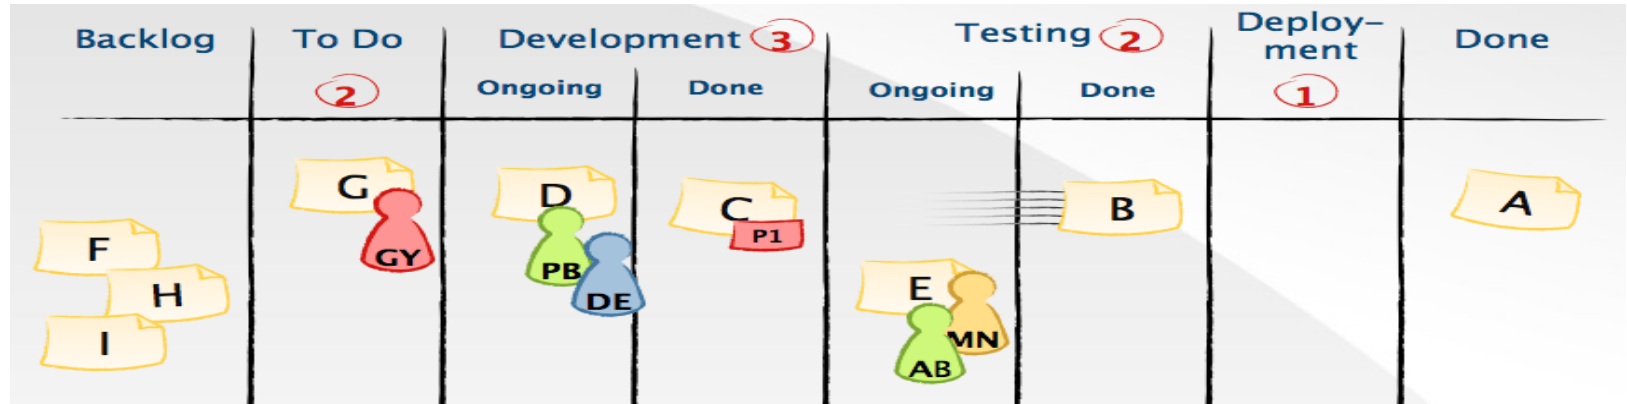 Backlog
To Do
2
Development 3
Ongoing
Done
Testing 2
Ongoing
Done
Deploy-
ment
1
Done
F
H
I
G
GY
D
PB
DE
C
P1
E
MN
AB
B
A